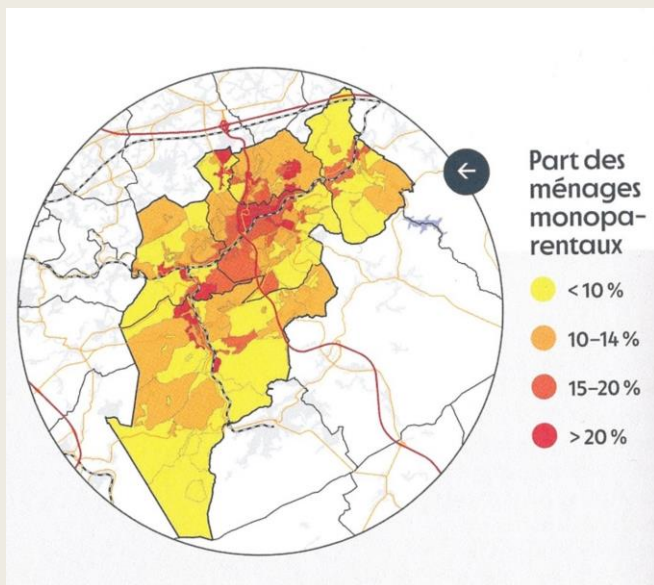 Part des
ménages
monopa-
rentaux
<10 %
10–14 %
15–20 %
>20 %